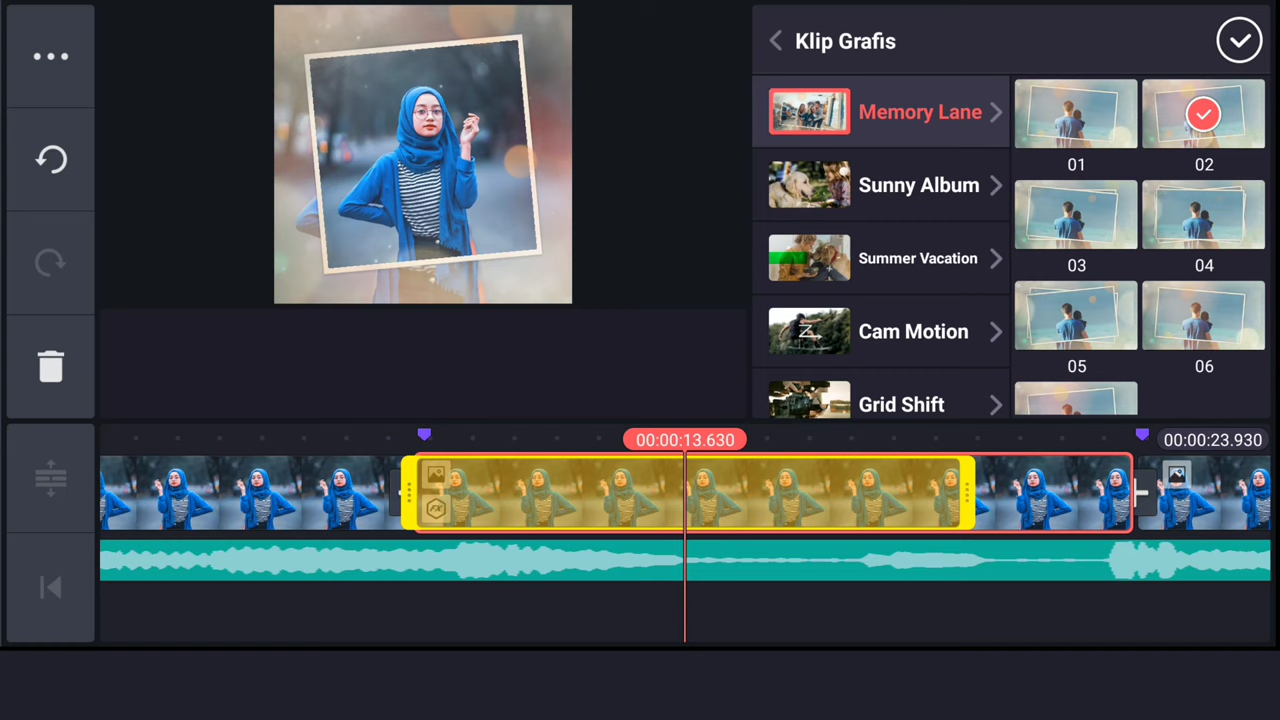 Klip Grafis
Memory Lane
Sunny Album
Summer Vacation
Cam Motion
Grid Shift
01
02
03
04
05
06
00:00:13.630
00:00:23.930